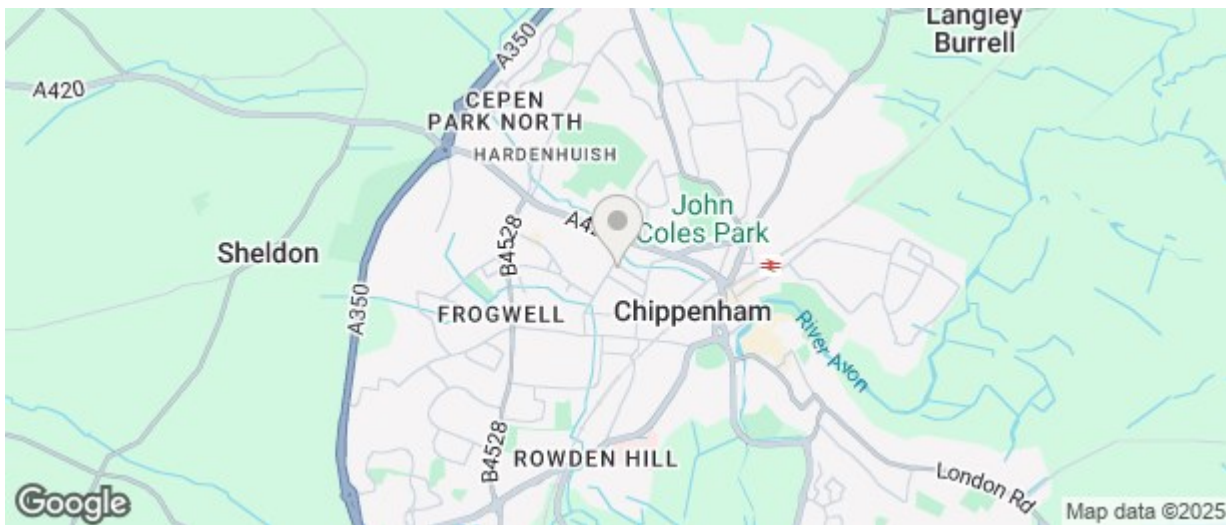 Langley
Burrell
A350
A420
CEPEN
PARK NORTH
HARDENHUISH
John
Coles Park
B4528
Sheldon
A350
FROGWELL
Chippenham
River Avon
B4528
ROWDEN HILL
London Rd
Google
Map data ©2025